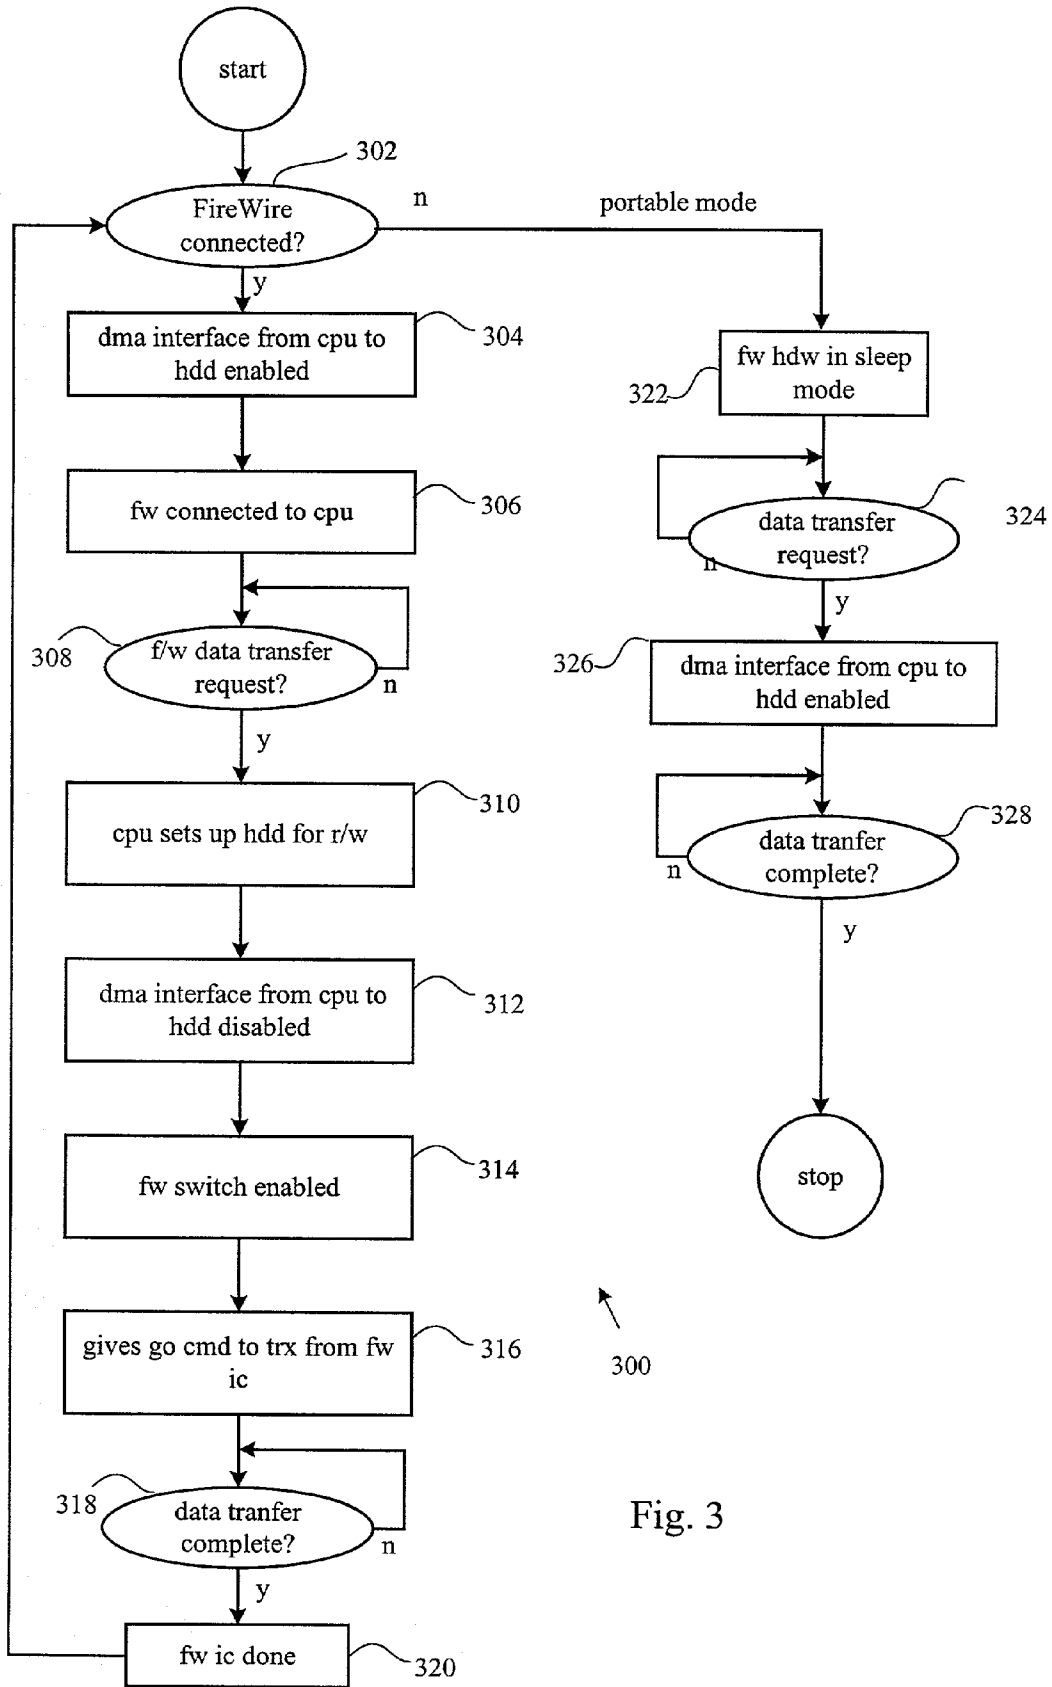 start
302
FireWire
connected?
n
portable mode
y
dma interface from cpu to
hdd enabled
304
fw connected to cpu
306
f/w data transfer
request?
308
n
y
cpu sets up hdd for r/w
310
dma interface from cpu to
hdd disabled
312
fw switch enabled
314
gives go cmd to trx from fw
ic
316
data tranfer
complete?
318
n
y
fw ic done
320
fw hdw in sleep
mode
322
data transfer
request?
324
n
y
dma interface from cpu to
hdd enabled
326
data tranfer
complete?
328
n
y
stop
300
Fig. 3